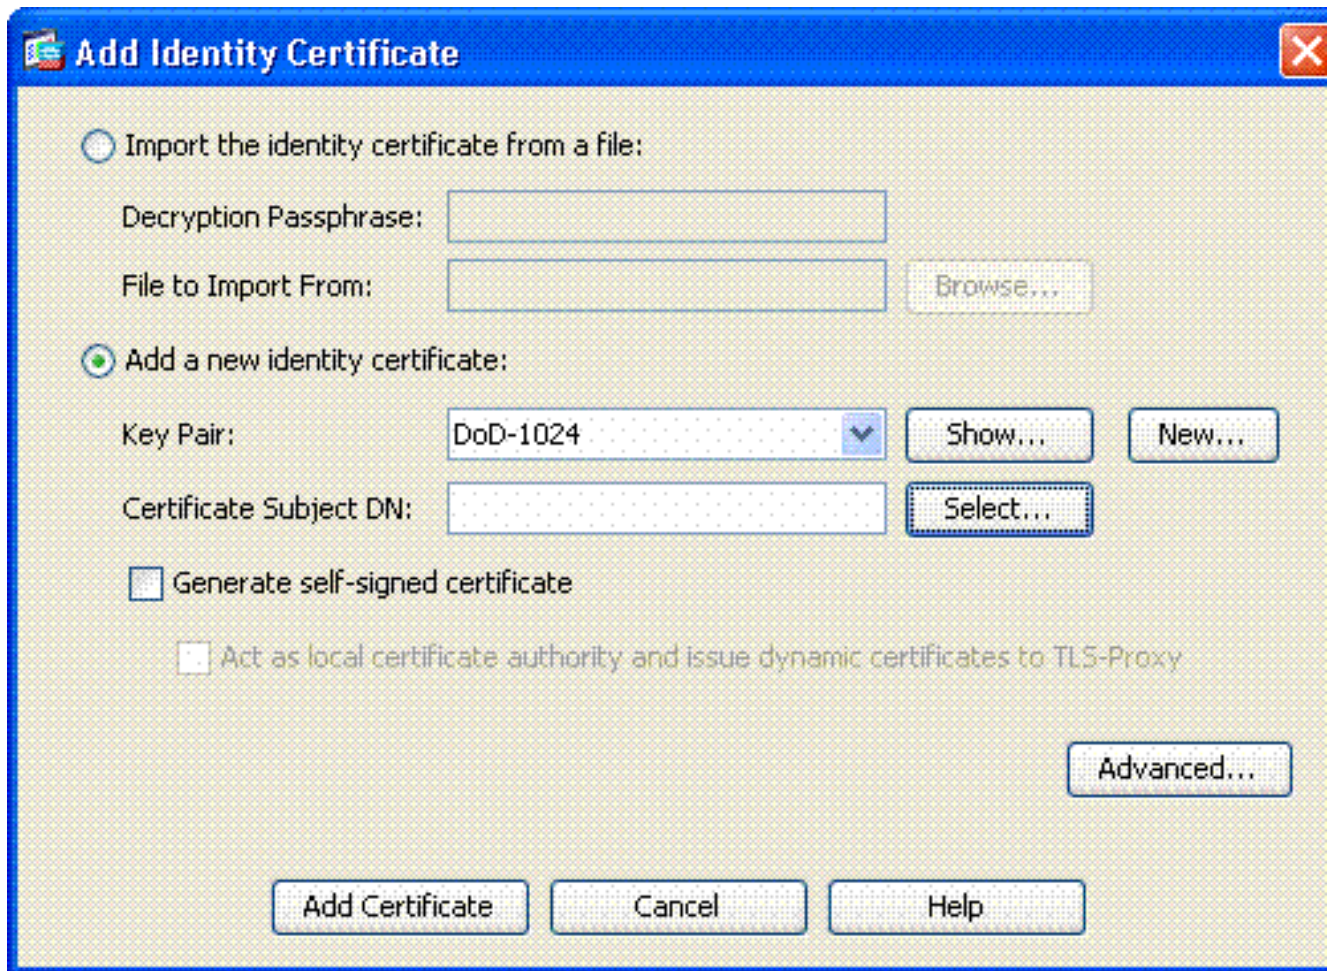 Add Identity Certificate
Import the identity certificate from a file:
Decryption Passphrase:
File to Import From:
Browse...
Add a new identity certificate:
Key Pair:
DoD-1024
Show...
New...
Certificate Subject DN:
Select...
Generate self-signed certificate
Act as local certificate authority and issue dynamic certificates to TLS-Proxy
Advanced...
Add Certificate
Cancel
Help